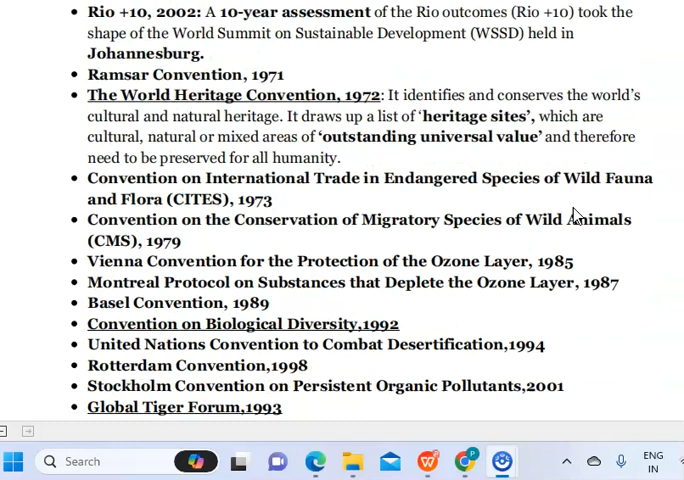 • Rio +10, 2002: A 10-year assessment of the Rio outcomes (Rio +10) took the
shape of the World Summit on Sustainable Development (WSSD) held in
Johannesburg.
• Ramsar Convention, 1971
• The World Heritage Convention, 1972: It identifies and conserves the world's
cultural and natural heritage. It draws up a list of 'heritage sites', which are
cultural, natural or mixed areas of 'outstanding universal value' and therefore
need to be preserved for all humanity.
• Convention on International Trade in Endangered Species of Wild Fauna
and Flora (CITES), 1973
• Convention on the Conservation of Migratory Species of Wild Animals
(CMS), 1979
• Vienna Convention for the Protection of the Ozone Layer, 1985
• Montreal Protocol on Substances that Deplete the Ozone Layer, 1987
• Basel Convention, 1989
• Convention on Biological Diversity,1992
• United Nations Convention to Combat Desertification,1994
• Rotterdam Convention,1998
• Stockholm Convention on Persistent Organic Pollutants,2001
• Global Tiger Forum,1993
Search
ENG
IN